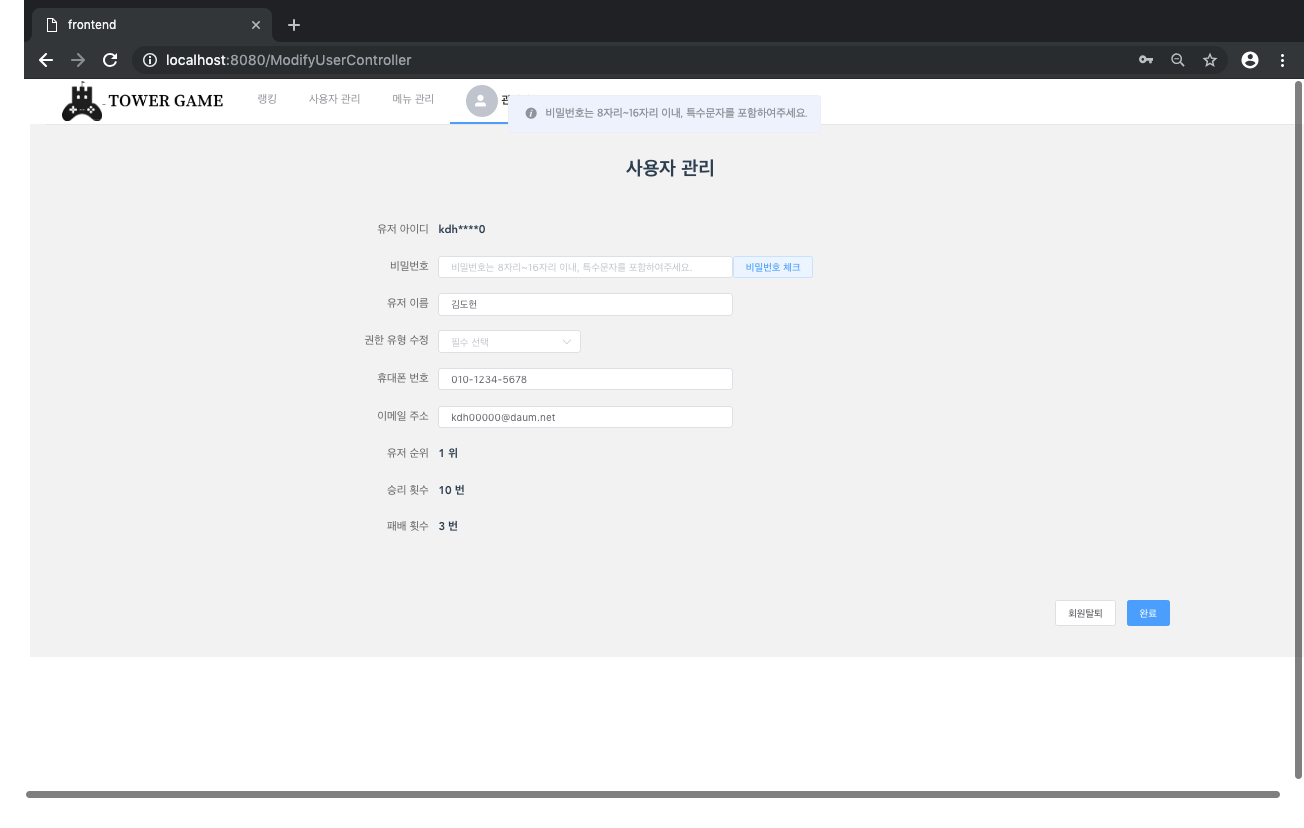 frontend
localhost:8080/ModifyUserController
TOWER GAME
랭킹
사용자 관리
메뉴 관리
비밀번호는 8자리~16자리 이내, 특수문자를 포함하여주세요.
사용자 관리
유저 아이디 kdh****0
비밀번호 비밀번호는 8자리~16자리 이내, 특수문자를 포함하여주세요. 비밀번호 체크
유저 이름 김도헌
권한 유형 수정 필수 선택
휴대폰 번호 010-1234-5678
이메일 주소 kdh00000@daum.net
유저 순위 1 위
승리 횟수 10 번
패배 횟수 3 번
회원탈퇴 완료